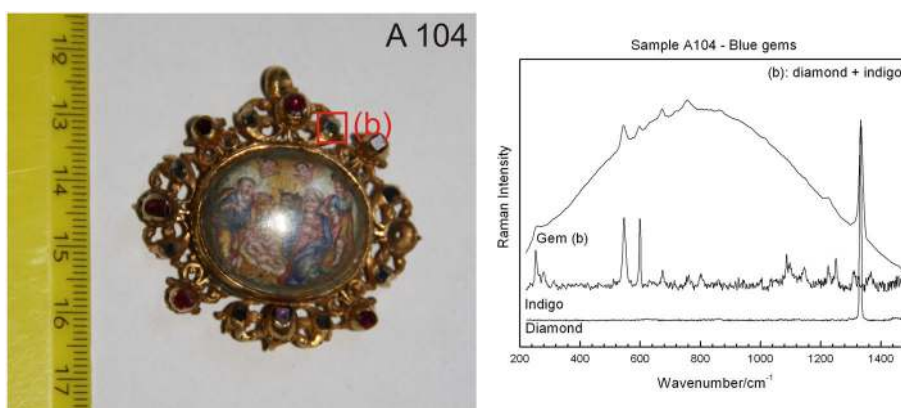 A 104
(b)
12
13
14
15
16
17
Sample A104 - Blue gems
(b): diamond + indigo
Raman Intensity
Gem (b)
Indigo
Diamond
200 400 600 800 1000 1200 1400
Wavenumber/cm⁻¹